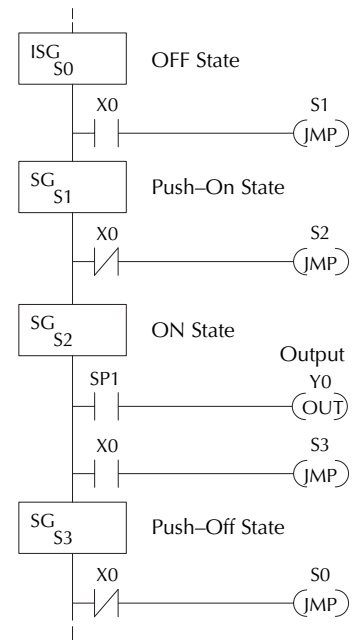 ISG
S0
OFF State
X0
S1
JMP
SG
S1
Push–On State
X0
S2
JMP
SG
S2
ON State
Output
SP1
Y0
OUT
X0
S3
JMP
SG
S3
Push–Off State
X0
S0
JMP